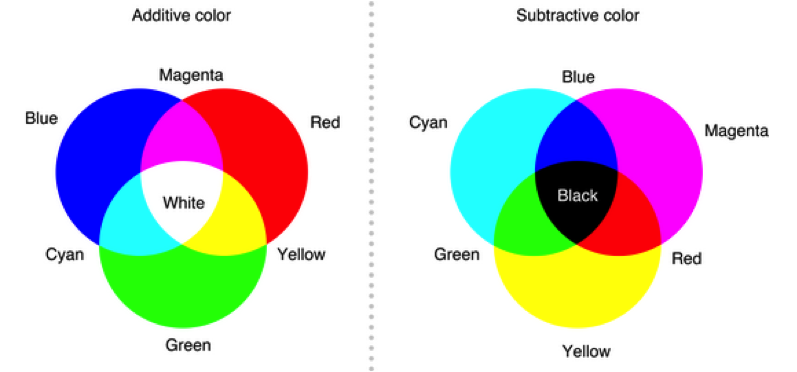 Additive color
Magenta
Blue
Red
White
Cyan
Yellow
Green
Subtractive color
Blue
Cyan
Magenta
Black
Green
Red
Yellow